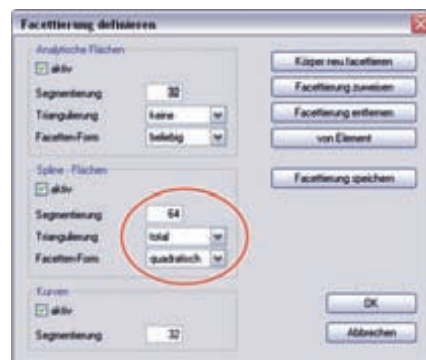 Facettierung definieren
Analytische Flächen
aktiv
Segmentierung 32
Triangulierung keine
Facetten-Form beliebig
Spline - Flächen
aktiv
Segmentierung 64
Triangulierung total
Facetten-Form quadratisch
Kurven
aktiv
Segmentierung 32
Körper neu facettieren
Facettierung zuweisen
Facettierung entfernen
von Element
Facettierung speichern
OK
Abbrechen